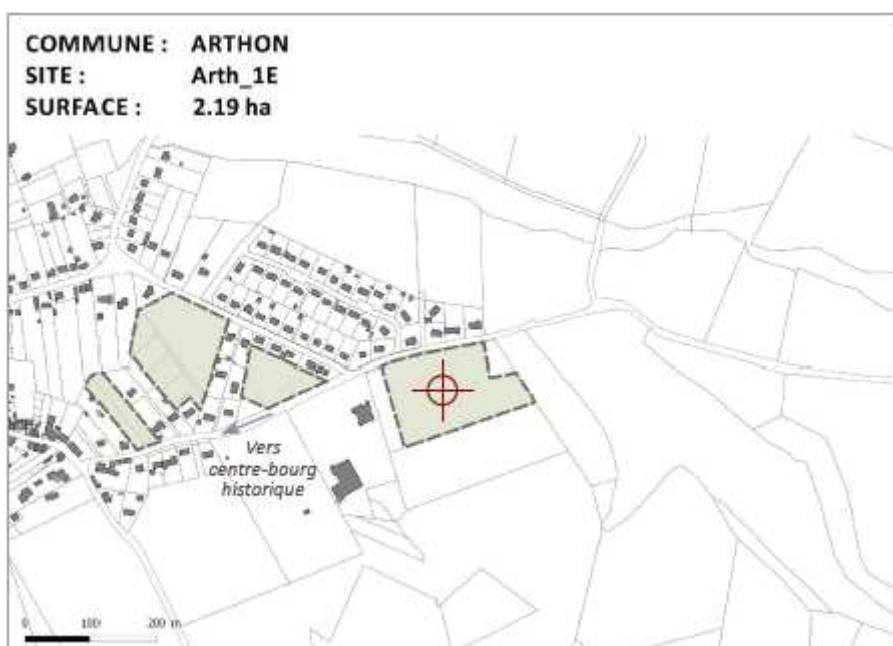 COMMUNE : ARTHON
SITE : Arth_1E
SURFACE : 2.19 ha
Vers
centre-bourg
historique
0 100 200 m